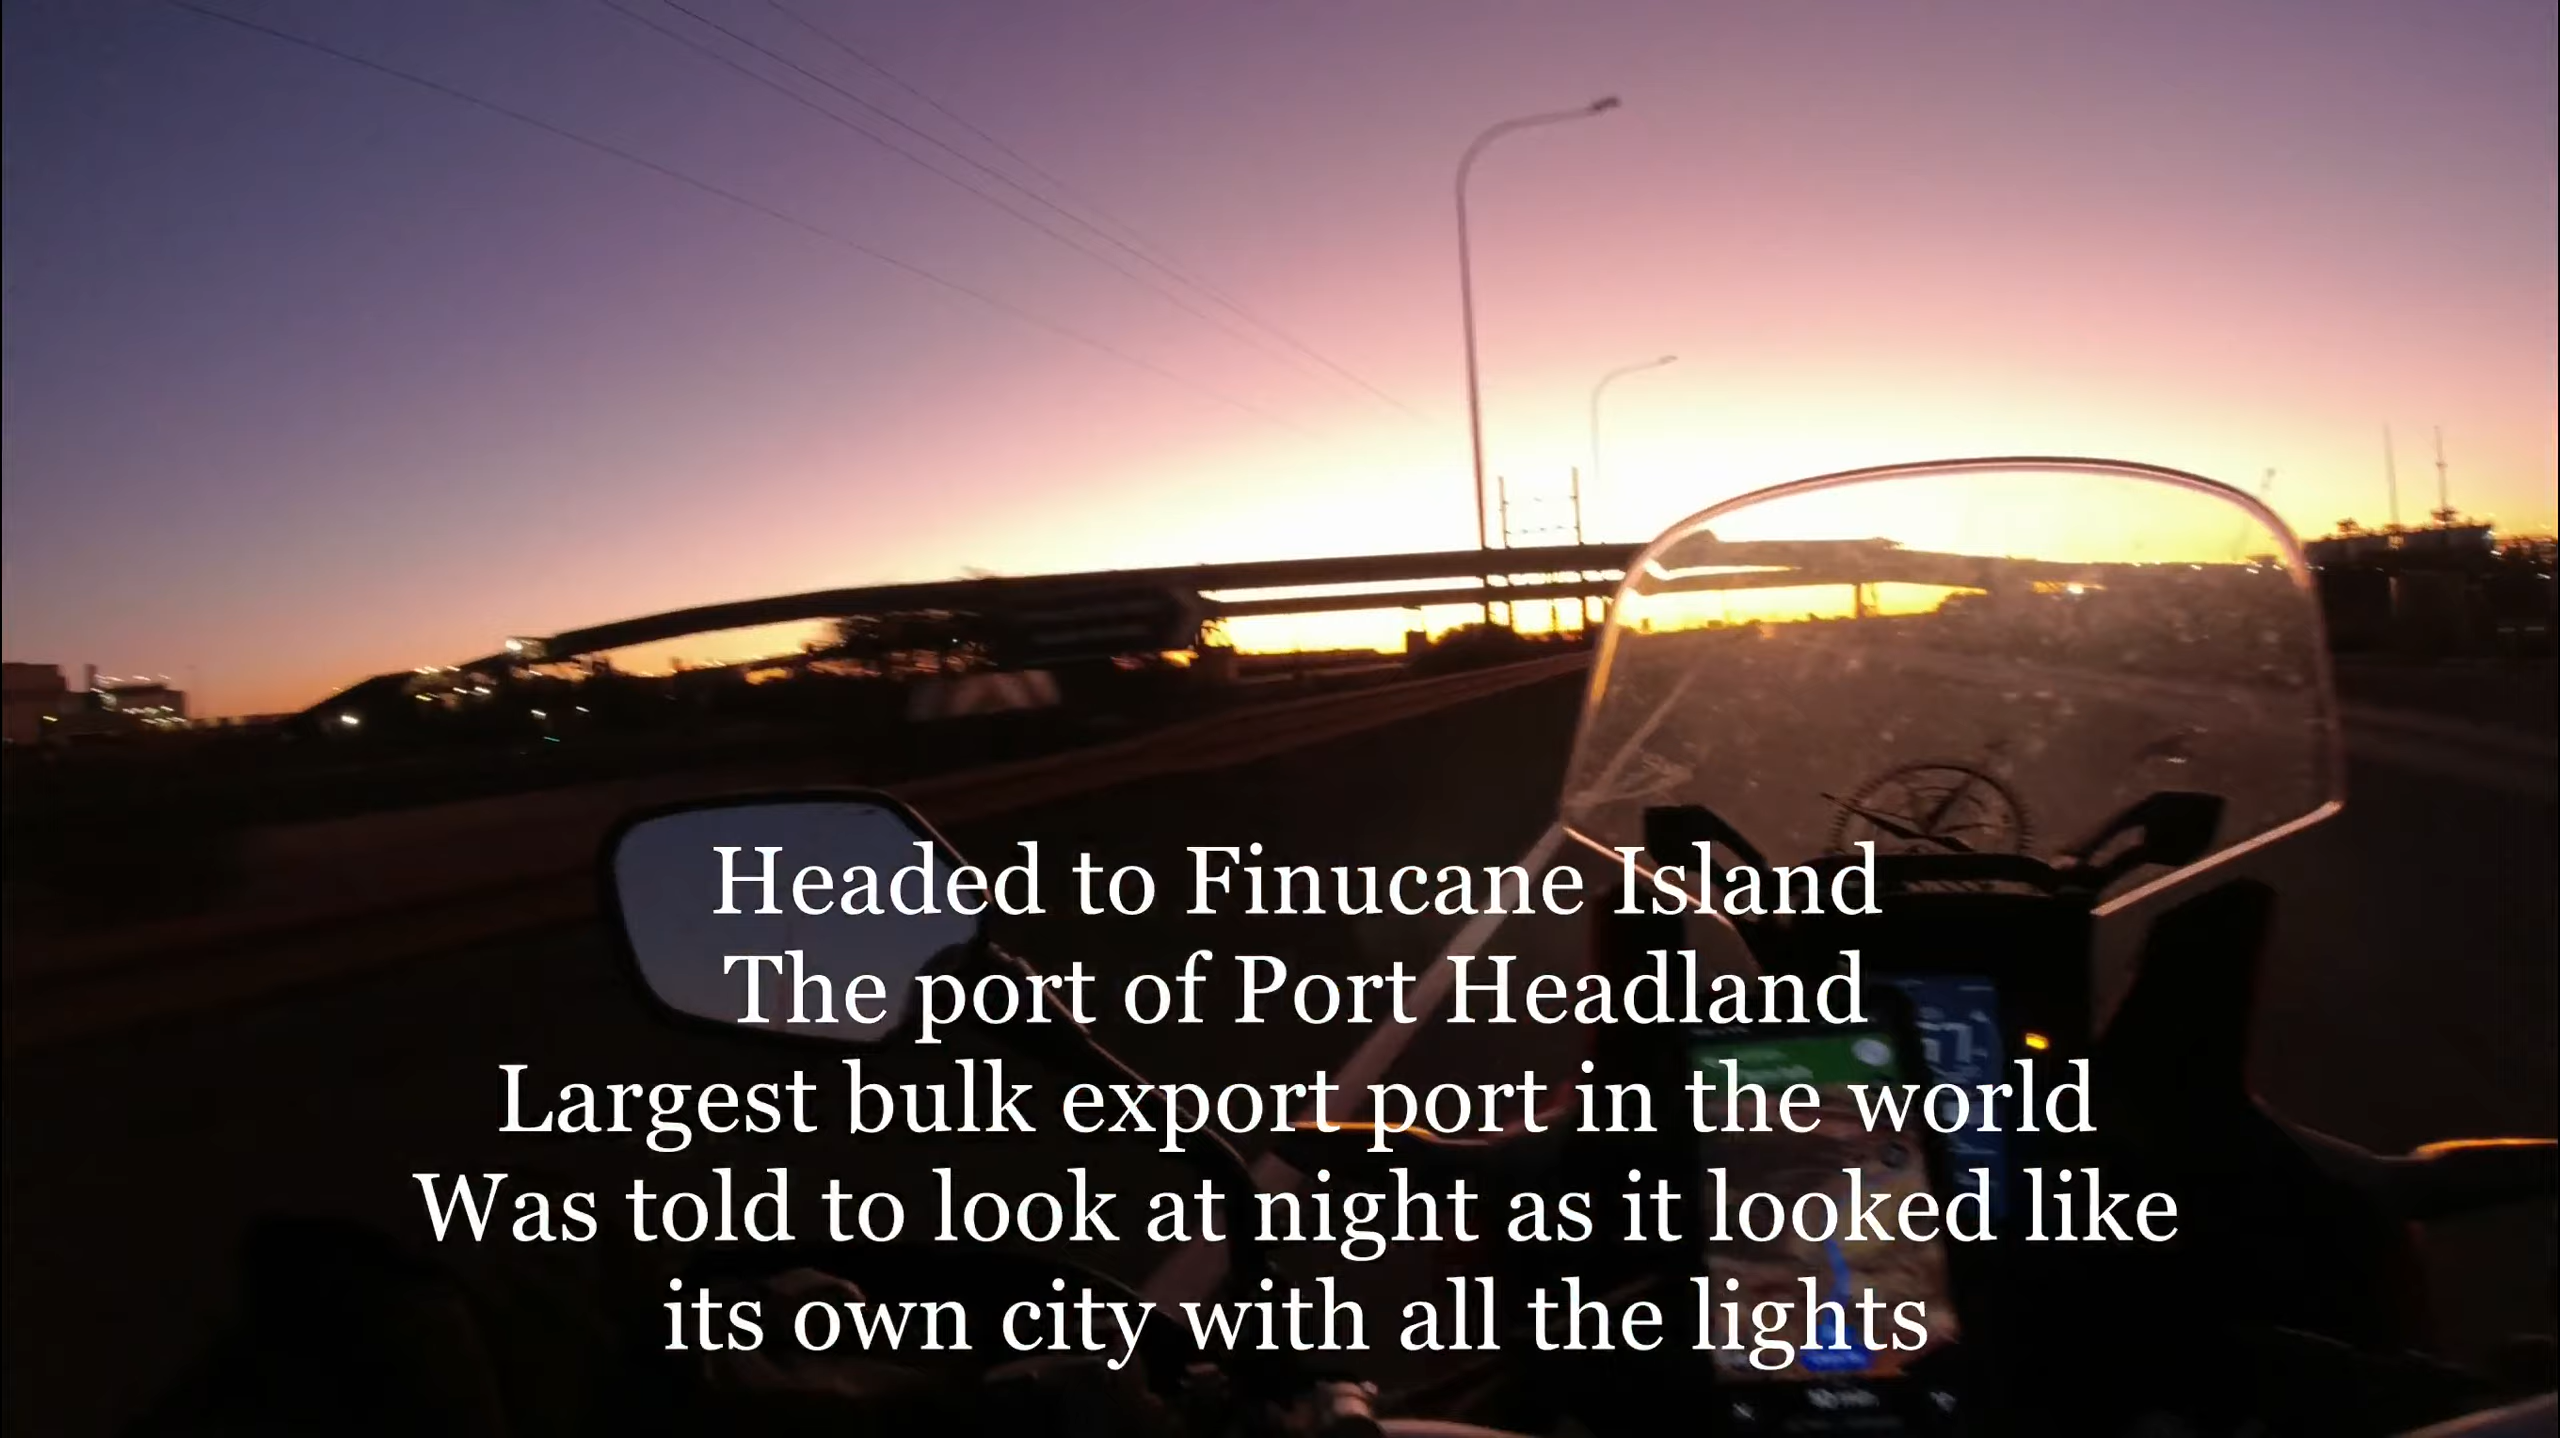 Headed to Finucane Island
The port of Port Headland
Largest bulk export port in the world
Was told to look at night as it looked like
its own city with all the lights